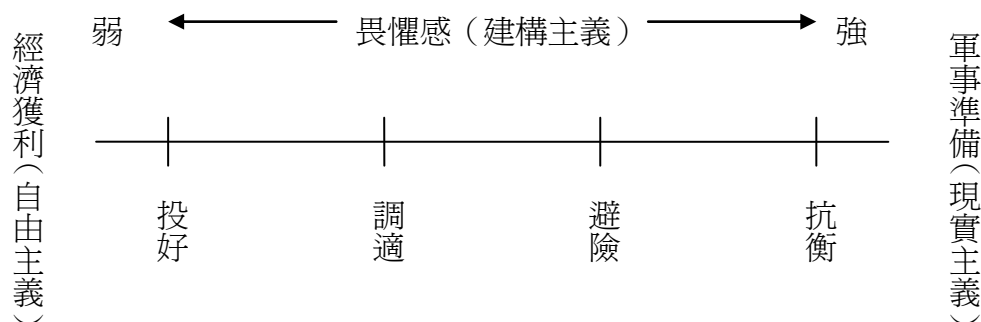 弱 畏懼感（建構主義） 強
經濟獲利（自由主義）
軍事準備（現實主義）
投好
調適
避險
抗衡